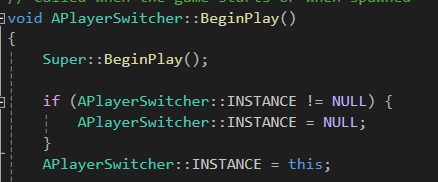 // Called when the game starts or when spawned
void APlayerSwitcher::BeginPlay()
{
Super::BeginPlay();
if (APlayerSwitcher::INSTANCE != NULL) {
APlayerSwitcher::INSTANCE = NULL;
}
APlayerSwitcher::INSTANCE = this;